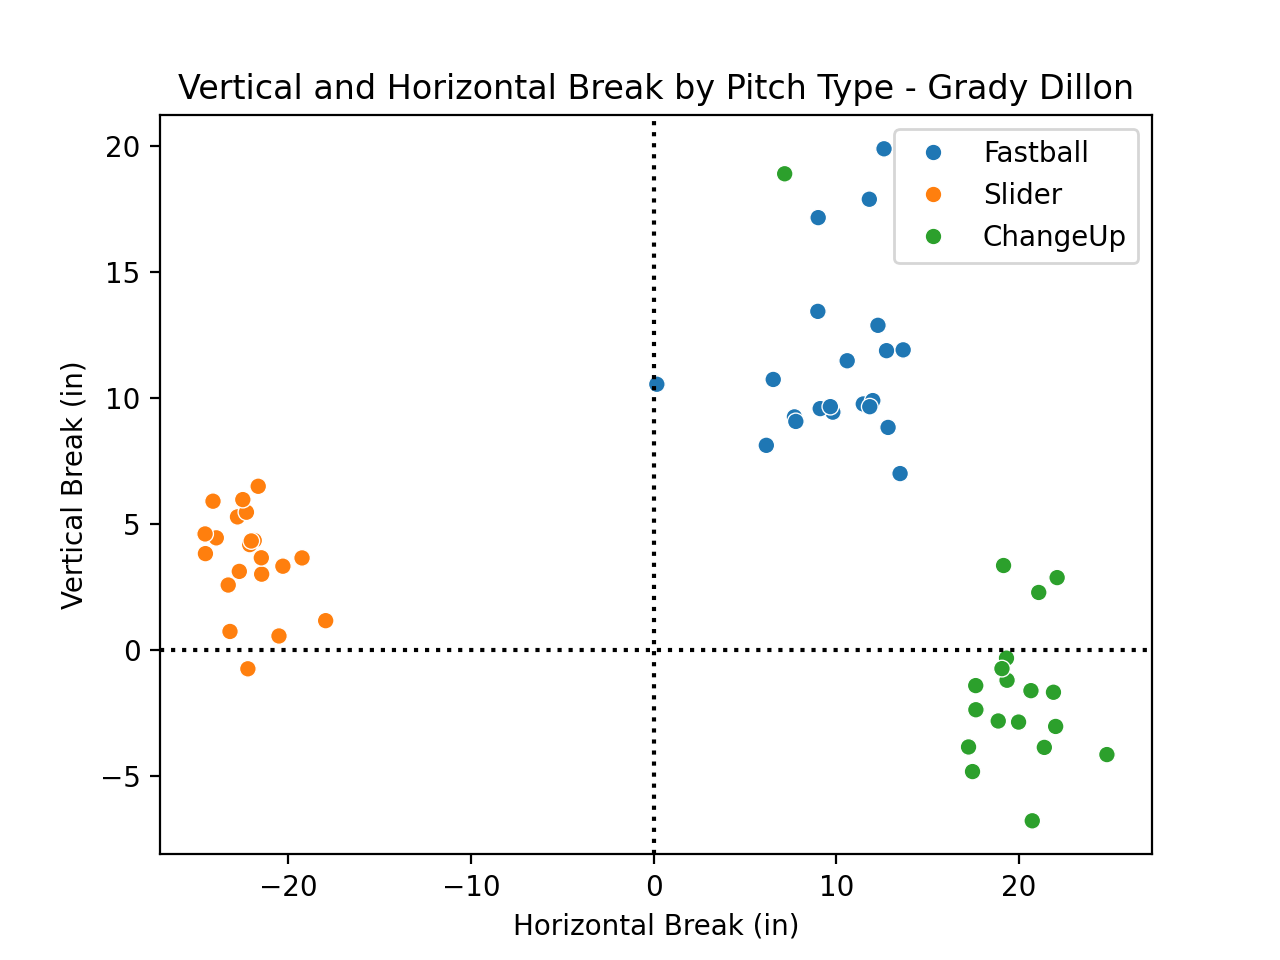 Vertical and Horizontal Break by Pitch Type - Grady Dillon
20
15
10
5
0
−5
Vertical Break (in)
Fastball
Slider
ChangeUp
−20
−10
0
10
20
Horizontal Break (in)